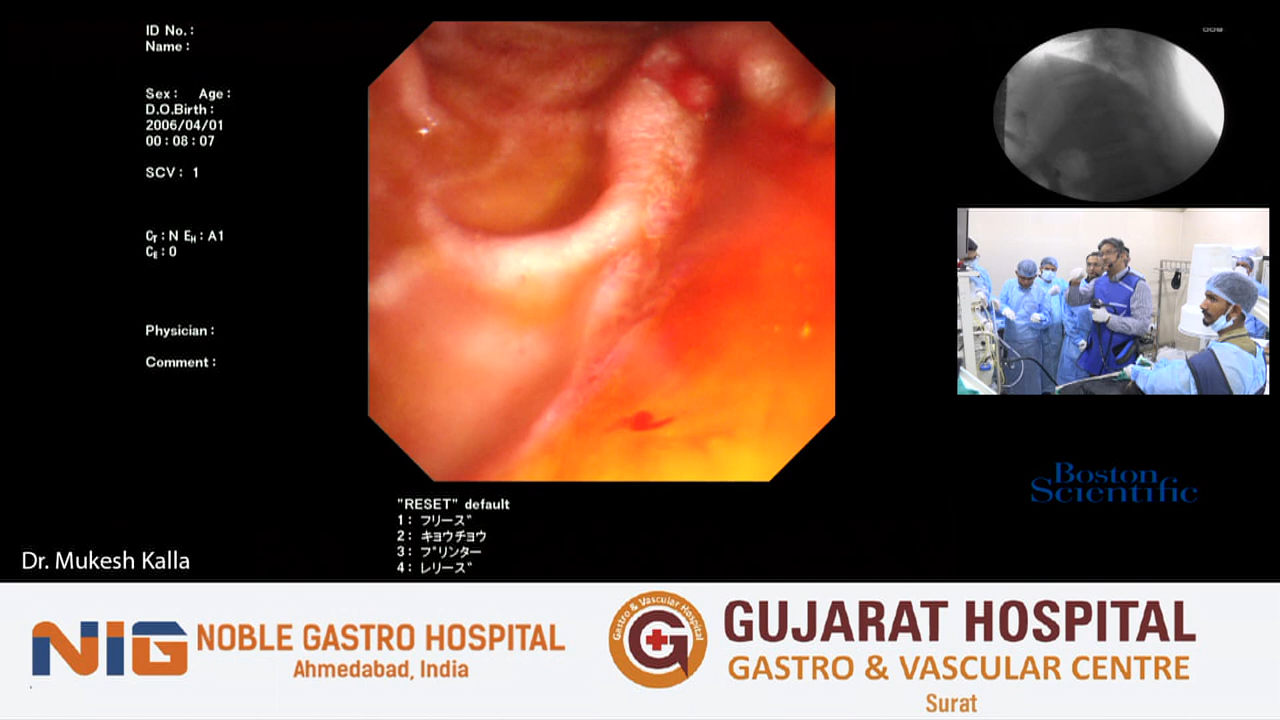 ID No. :
Name :
Sex : Age :
D.O.Birth :
2006/04/01
00:08:07
SCV : 1
CT : N EH : A1
CE : 0
Physician :
Comment :
"RESET" default
1: フリーズ
2: キョウチョウ
3: プリンター
4: レリーズ
Boston
Scientific
Dr. Mukesh Kalla
NIG NOBLE GASTRO HOSPITAL
Ahmedabad, India
Gastro & Vascular Hospital
G
GUJARAT HOSPITAL
GASTRO & VASCULAR CENTRE
Surat